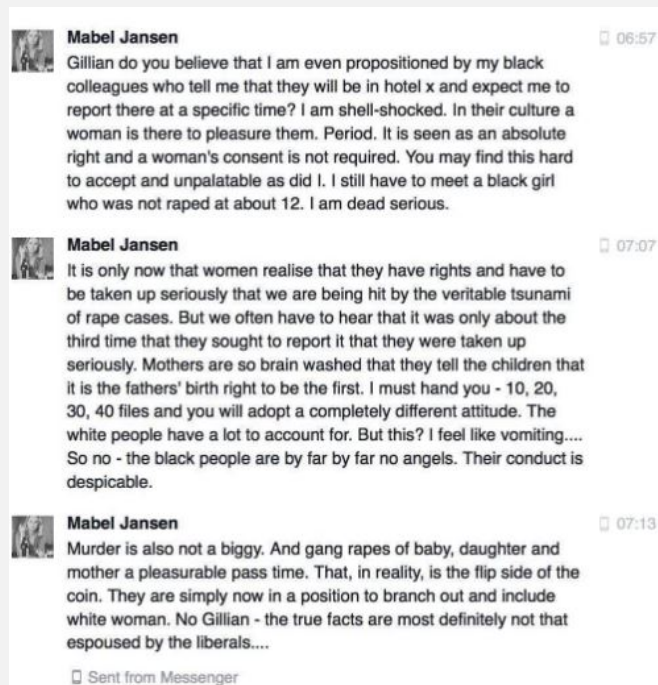 Mabel Jansen
06:57
Gillian do you believe that I am even propositioned by my black
colleagues who tell me that they will be in hotel x and expect me to
report there at a specific time? I am shell-shocked. In their culture a
woman is there to pleasure them. Period. It is seen as an absolute
right and a woman's consent is not required. You may find this hard
to accept and unpalatable as did I. I still have to meet a black girl
who was not raped at about 12. I am dead serious.
Mabel Jansen
07:07
It is only now that women realise that they have rights and have to
be taken up seriously that we are being hit by the veritable tsunami
of rape cases. But we often have to hear that it was only about the
third time that they sought to report it that they were taken up
seriously. Mothers are so brain washed that they tell the children that
it is the fathers' birth right to be the first. I must hand you - 10, 20,
30, 40 files and you will adopt a completely different attitude. The
white people have a lot to account for. But this? I feel like vomiting....
So no - the black people are by far by far no angels. Their conduct is
despicable.
Mabel Jansen
07:13
Murder is also not a biggy. And gang rapes of baby, daughter and
mother a pleasurable pass time. That, in reality, is the flip side of the
coin. They are simply now in a position to branch out and include
white woman. No Gillian - the true facts are most definitely not that
espoused by the liberals....
Sent from Messenger